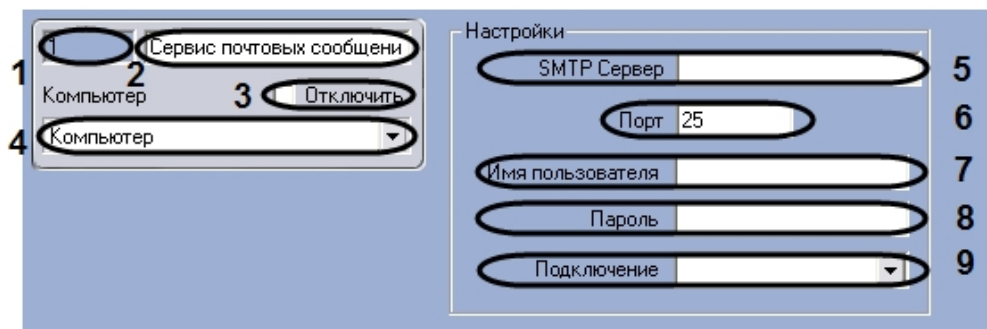 1
Сервис почтовых сообщени
1
2
Компьютер
3
Отключить
4
Компьютер
Настройки
SMTP Сервер
5
Порт 25
6
Имя пользователя
7
Пароль
8
Подключение
9